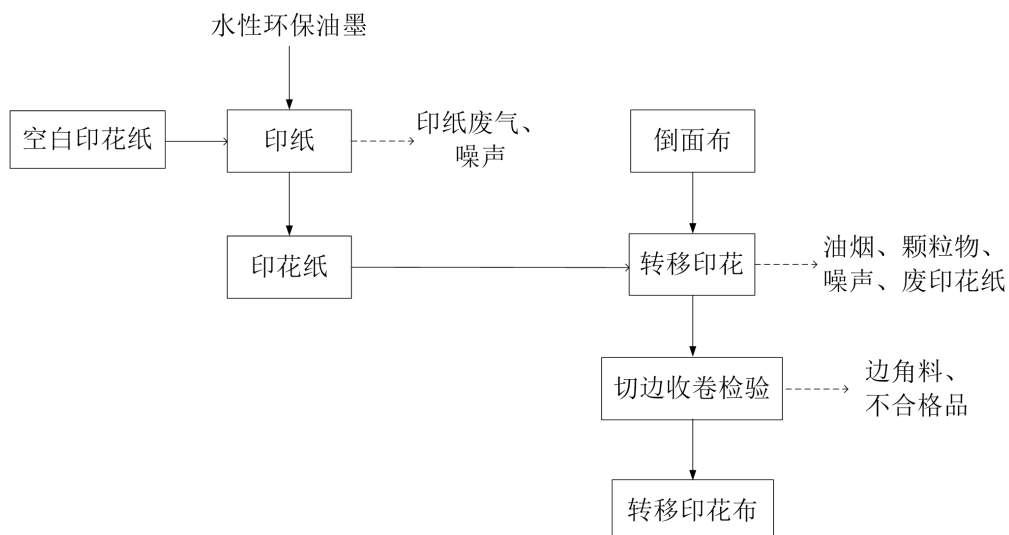 水性环保油墨
空白印花纸
印纸
印纸废气、
噪声
倒面布
印花纸
转移印花
油烟、颗粒物、
噪声、废印花纸
切边收卷检验
边角料、
不合格品
转移印花布